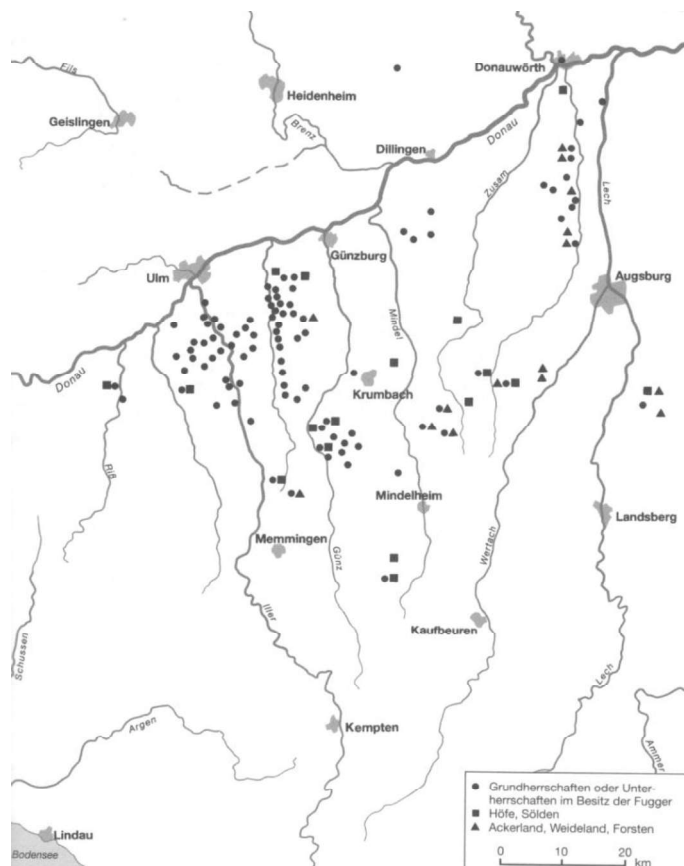 Fils
Geislingen
Heidenheim
Brenz
Donauwörth
Donau
Dillingen
Zusam
Lech
Ulm
Günzburg
Augsburg
Mindel
Donau
Krumbach
Riß
Mindelheim
Landsberg
Wertach
Memmingen
Günz
Iller
Kaufbeuren
Schussen
Lech
Argen
Kempten
Ammer
Lindau
Bodensee
Grundherrschaften oder Unter-
herrschaften im Besitz der Fugger
Höfe, Sölden
Ackerland, Weideland, Forsten
0 10 20
km